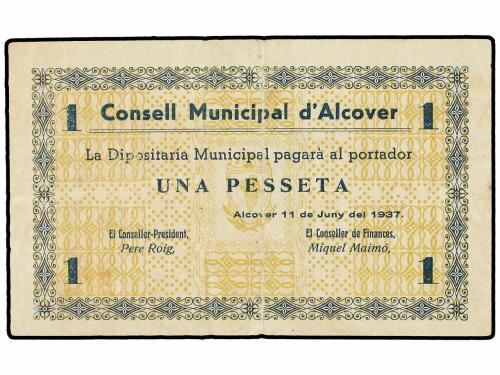 1 Consell Municipal d'Alcover 1
La Dipositaria Municipal pagarà al portador
UNA PESSETA
Alcover 11 de Juny del 1937.
El Conseller-President, El Conseller de Finances,
Pere Roig, Miquel Maimó,
1 1